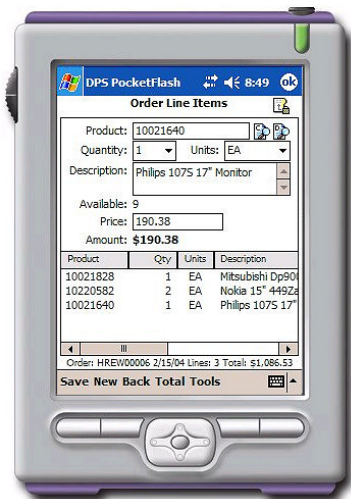 DPS PocketFlash 8:49 ok
Order Line Items
Product: 10021640
Quantity: 1 Units: EA
Description: Philips 107S 17" Monitor
Available: 9
Price: 190.38
Amount: $190.38
Product Qty Units Description
10021828 1 EA Mitsubishi Dp900
10220582 2 EA Nokia 15" 449Za
10021640 1 EA Philips 107S 17"
Order: HREW00006 2/15/04 Lines: 3 Total: $1,086.53
Save New Back Total Tools